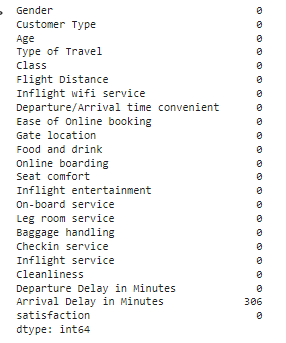 Gender 0
Customer Type 0
Age 0
Type of Travel 0
Class 0
Flight Distance 0
Inflight wifi service 0
Departure/Arrival time convenient 0
Ease of Online booking 0
Gate location 0
Food and drink 0
Online boarding 0
Seat comfort 0
Inflight entertainment 0
On-board service 0
Leg room service 0
Baggage handling 0
Checkin service 0
Inflight service 0
Cleanliness 0
Departure Delay in Minutes 0
Arrival Delay in Minutes 306
satisfaction 0
dtype: int64